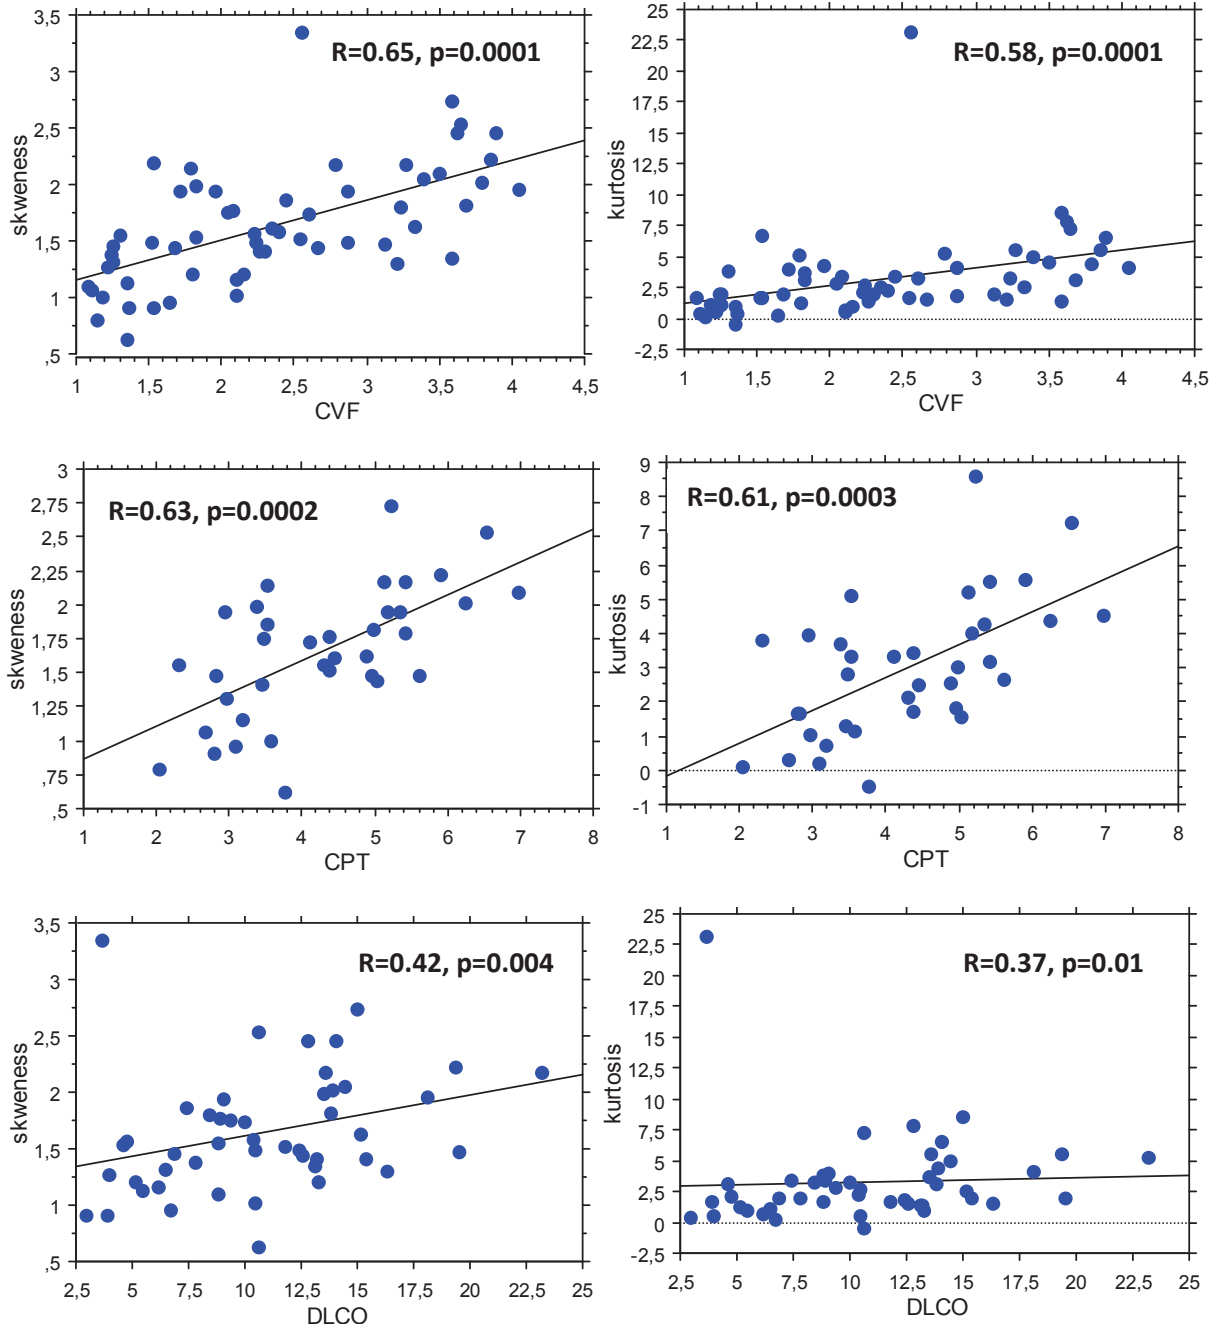 3,5
3
2,5
2
1,5
1
,5
skweness
R=0.65, p=0.0001
1 1,5 2 2,5 3 3,5 4 4,5
CVF
25
22,5
20
17,5
15
12,5
10
7,5
5
2,5
0
-2,5
kurtosis
R=0.58, p=0.0001
1 1,5 2 2,5 3 3,5 4 4,5
CVF
3
2,75
2,5
2,25
2
1,75
1,5
1,25
1
,75
,5
skweness
R=0.63, p=0.0002
1 2 3 4 5 6 7 8
CPT
9
8
7
6
5
4
3
2
1
0
-1
kurtosis
R=0.61, p=0.0003
1 2 3 4 5 6 7 8
CPT
3,5
3
2,5
2
1,5
1
,5
skweness
R=0.42, p=0.004
2,5 5 7,5 10 12,5 15 17,5 20 22,5 25
DLCO
25
22,5
20
17,5
15
12,5
10
7,5
5
2,5
0
-2,5
kurtosis
R=0.37, p=0.01
2,5 5 7,5 10 12,5 15 17,5 20 22,5 25
DLCO